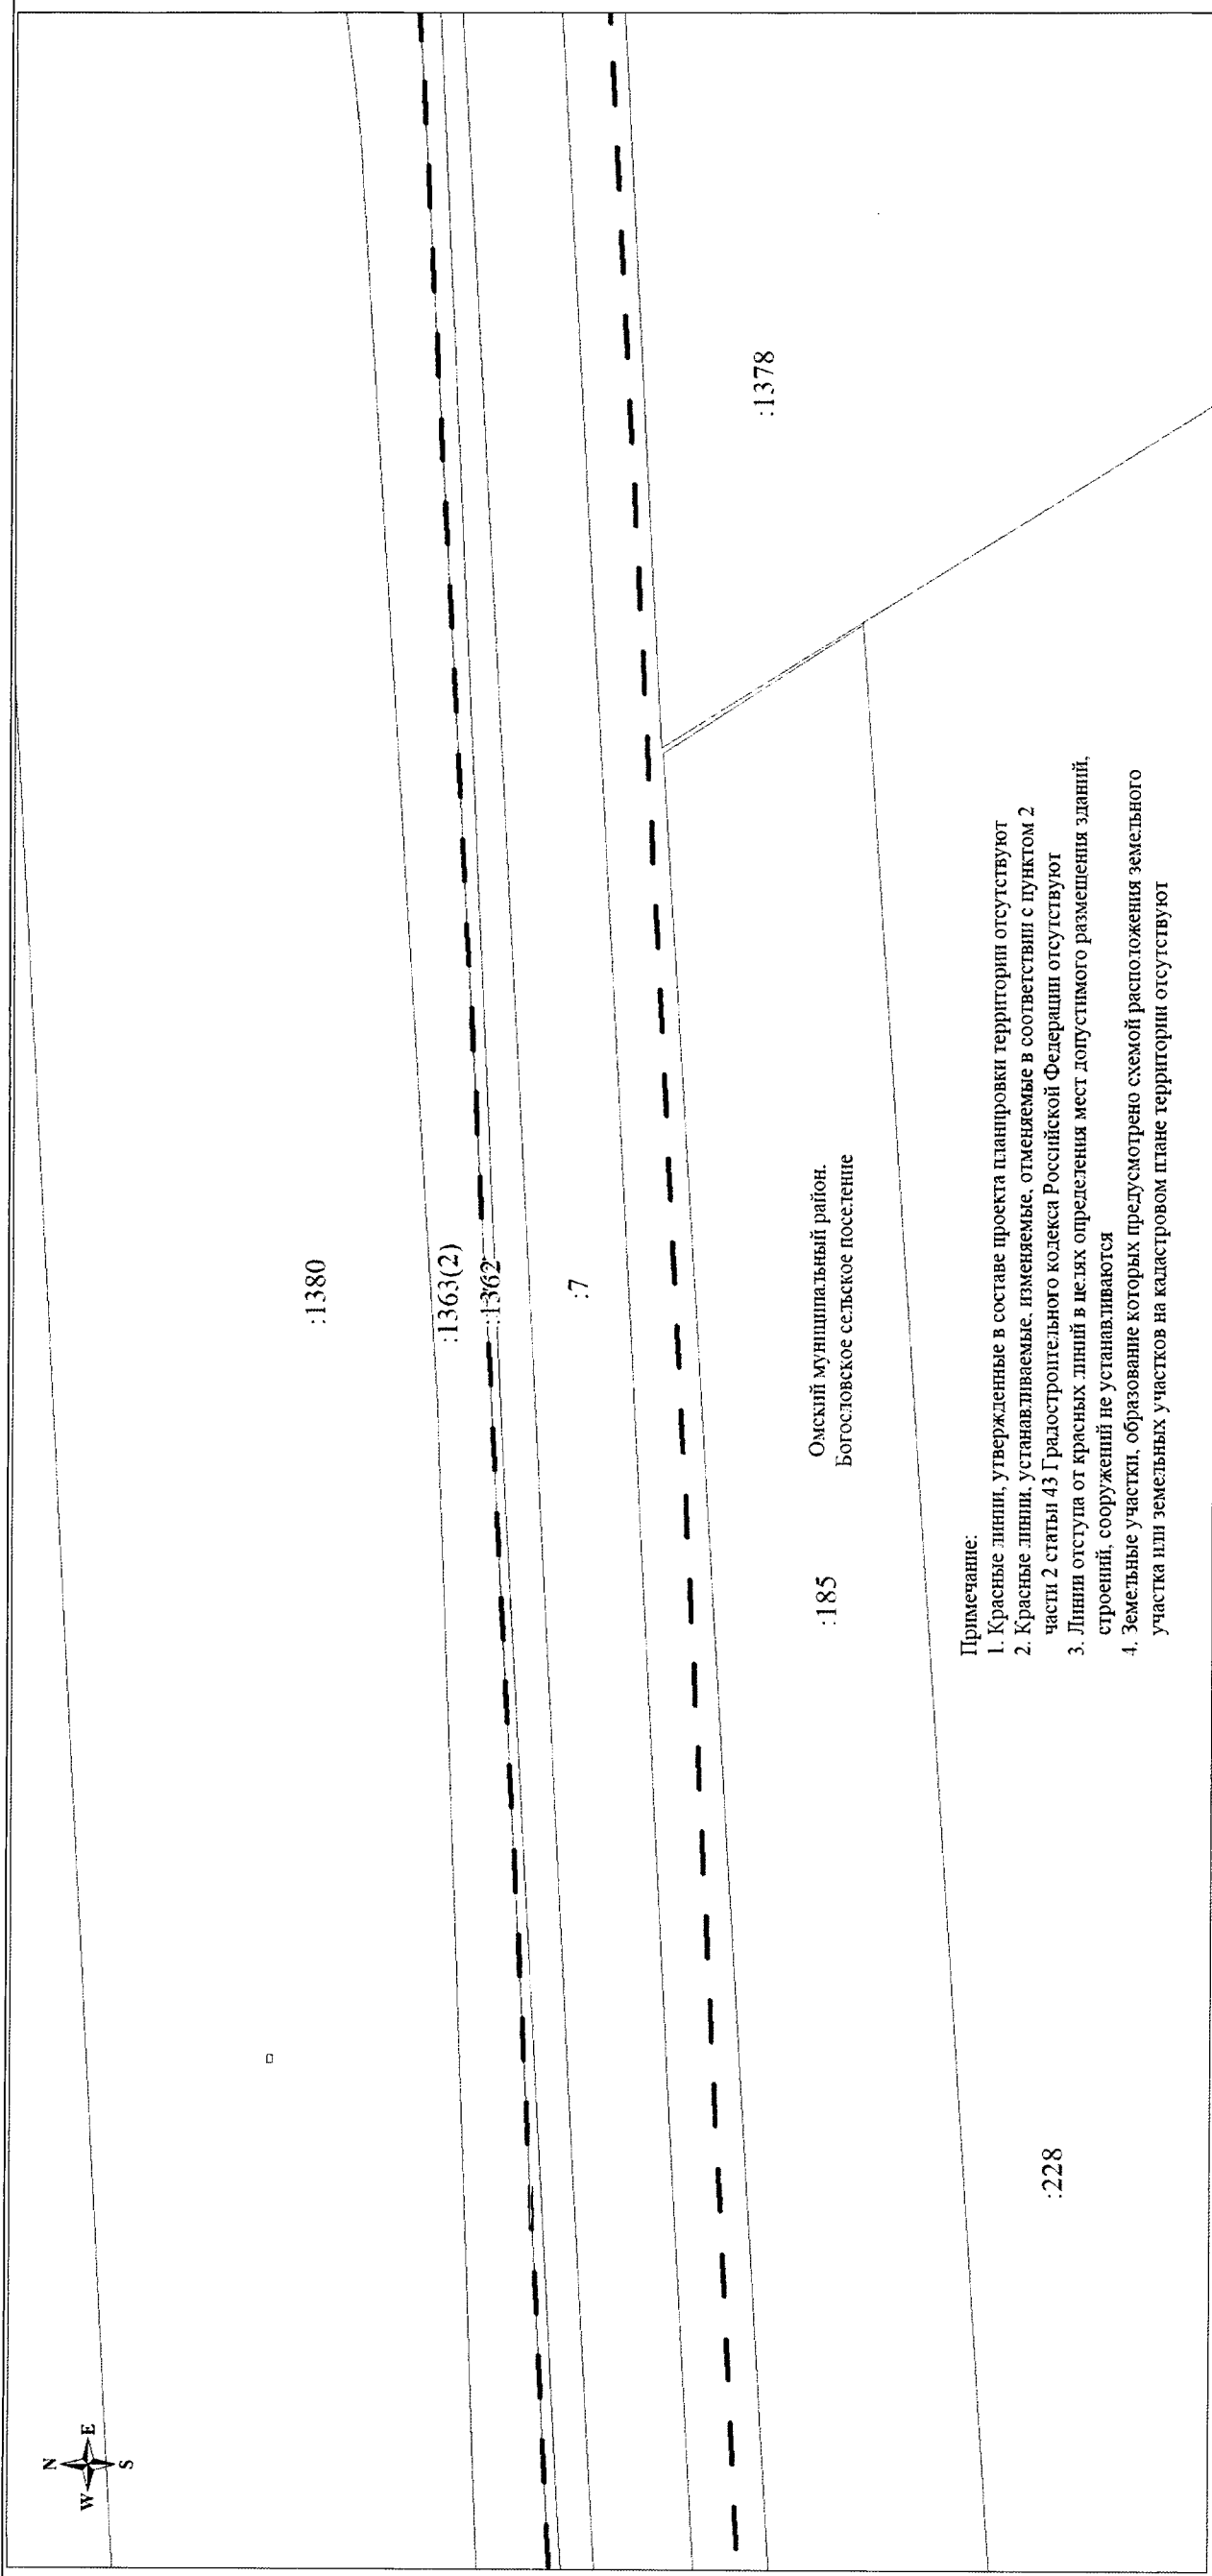 N
W
E
S
:1380
:1363(2)
:1362
:7
:1378
Омский муниципальный район.
Богословское сельское поселение
:185
:228
Примечание:
1. Красные линии, утвержденные в составе проекта планировки территории отсутствуют
2. Красные линии, устанавливаемые, изменяемые, отменяемые в соответствии с пунктом 2
части 2 статьи 43 Градостроительного кодекса Российской Федерации отсутствуют
3. Линии отступа от красных линий в целях определения мест допустимого размещения зданий,
строений, сооружений не устанавливаются
4. Земельные участки, образование которых предусмотрено схемой расположения земельного
участка или земельных участков на кадастровом плане территории отсутствуют